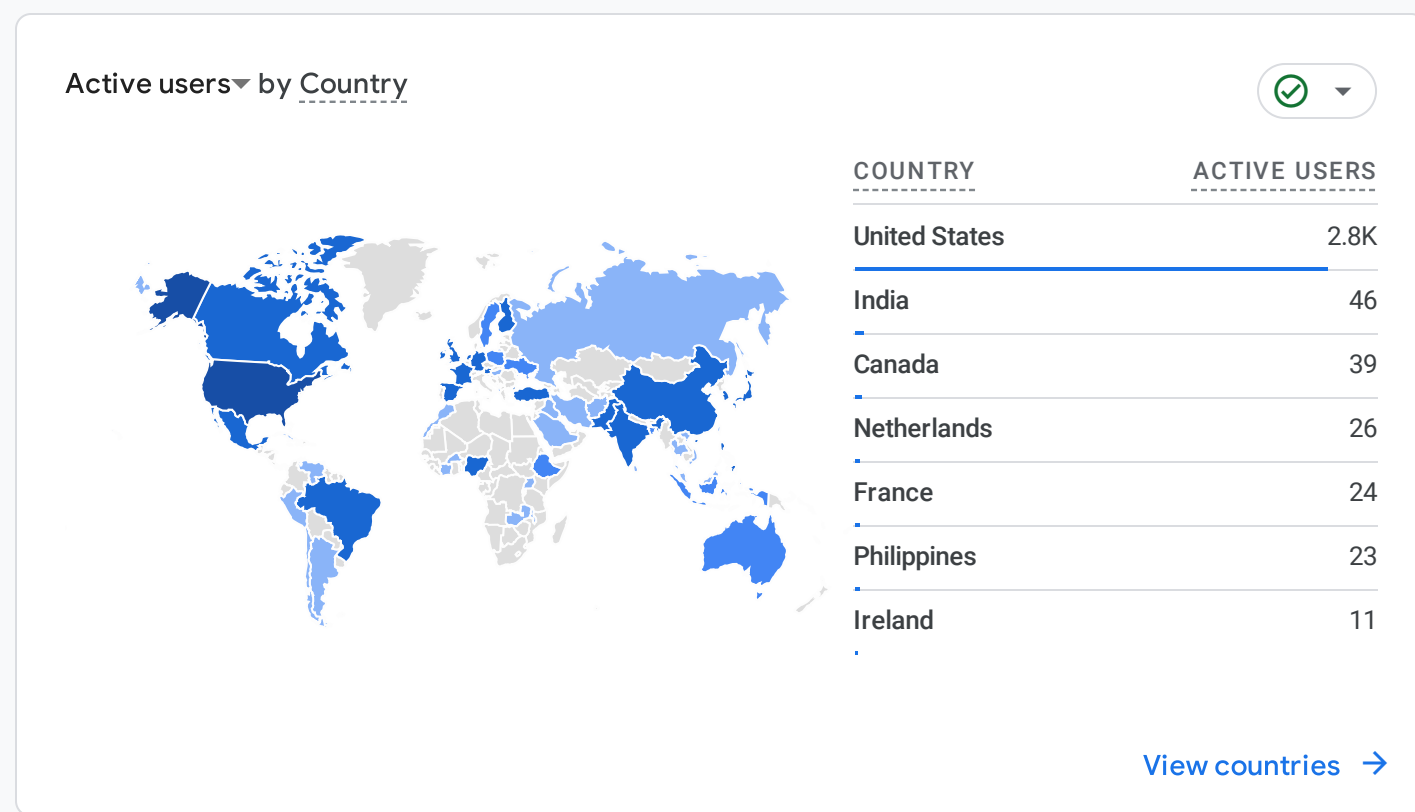 Active users by Country
COUNTRY ACTIVE USERS
United States 2.8K
India 46
Canada 39
Netherlands 26
France 24
Philippines 23
Ireland 11
View countries